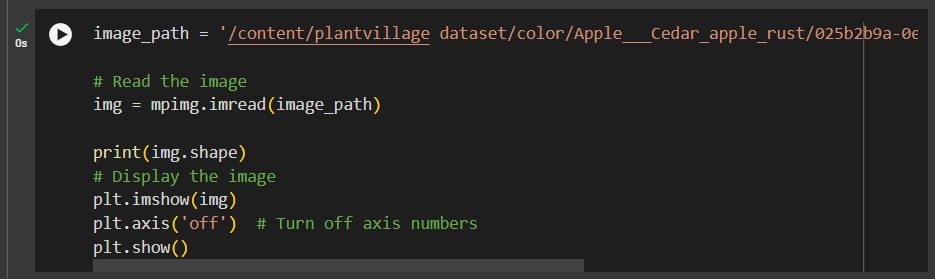 0s
image_path = '/content/plantvillage dataset/color/Apple___Cedar_apple_rust/025b2b9a-0e
# Read the image
img = mpimg.imread(image_path)
print(img.shape)
# Display the image
plt.imshow(img)
plt.axis('off')  # Turn off axis numbers
plt.show()